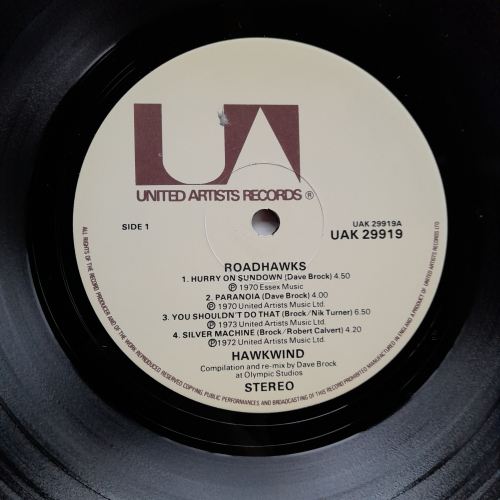 UA
UNITED ARTISTS RECORDS ®
SIDE 1
UAK 29919A
UAK 29919
ROADHAWKS
1. HURRY ON SUNDOWN (Dave Brock) 4.50
Ⓟ 1970 Essex Music
2. PARANOIA (Dave Brock) 4.00
Ⓟ 1970 United Artists Music Ltd.
3. YOU SHOULDN'T DO THAT (Brock/Nik Turner) 6.50
Ⓟ 1973 United Artists Music Ltd.
4. SILVER MACHINE (Brock/Robert Calvert) 4.20
Ⓟ 1972 United Artists Music Ltd.
HAWKWIND
Compilation and re-mix by Dave Brock
at Olympic Studios
STEREO
ALL RIGHTS OF THE RECORD PRODUCER AND OF THE WORK REPRODUCED RESERVED COPYING, PUBLIC PERFORMANCES AND BROADCASTING OF THIS RECORD PROHIBITED MANUFACTURED IN ENG AND A PRODUCT OF UNITED ARTISTS RECORDS LTD